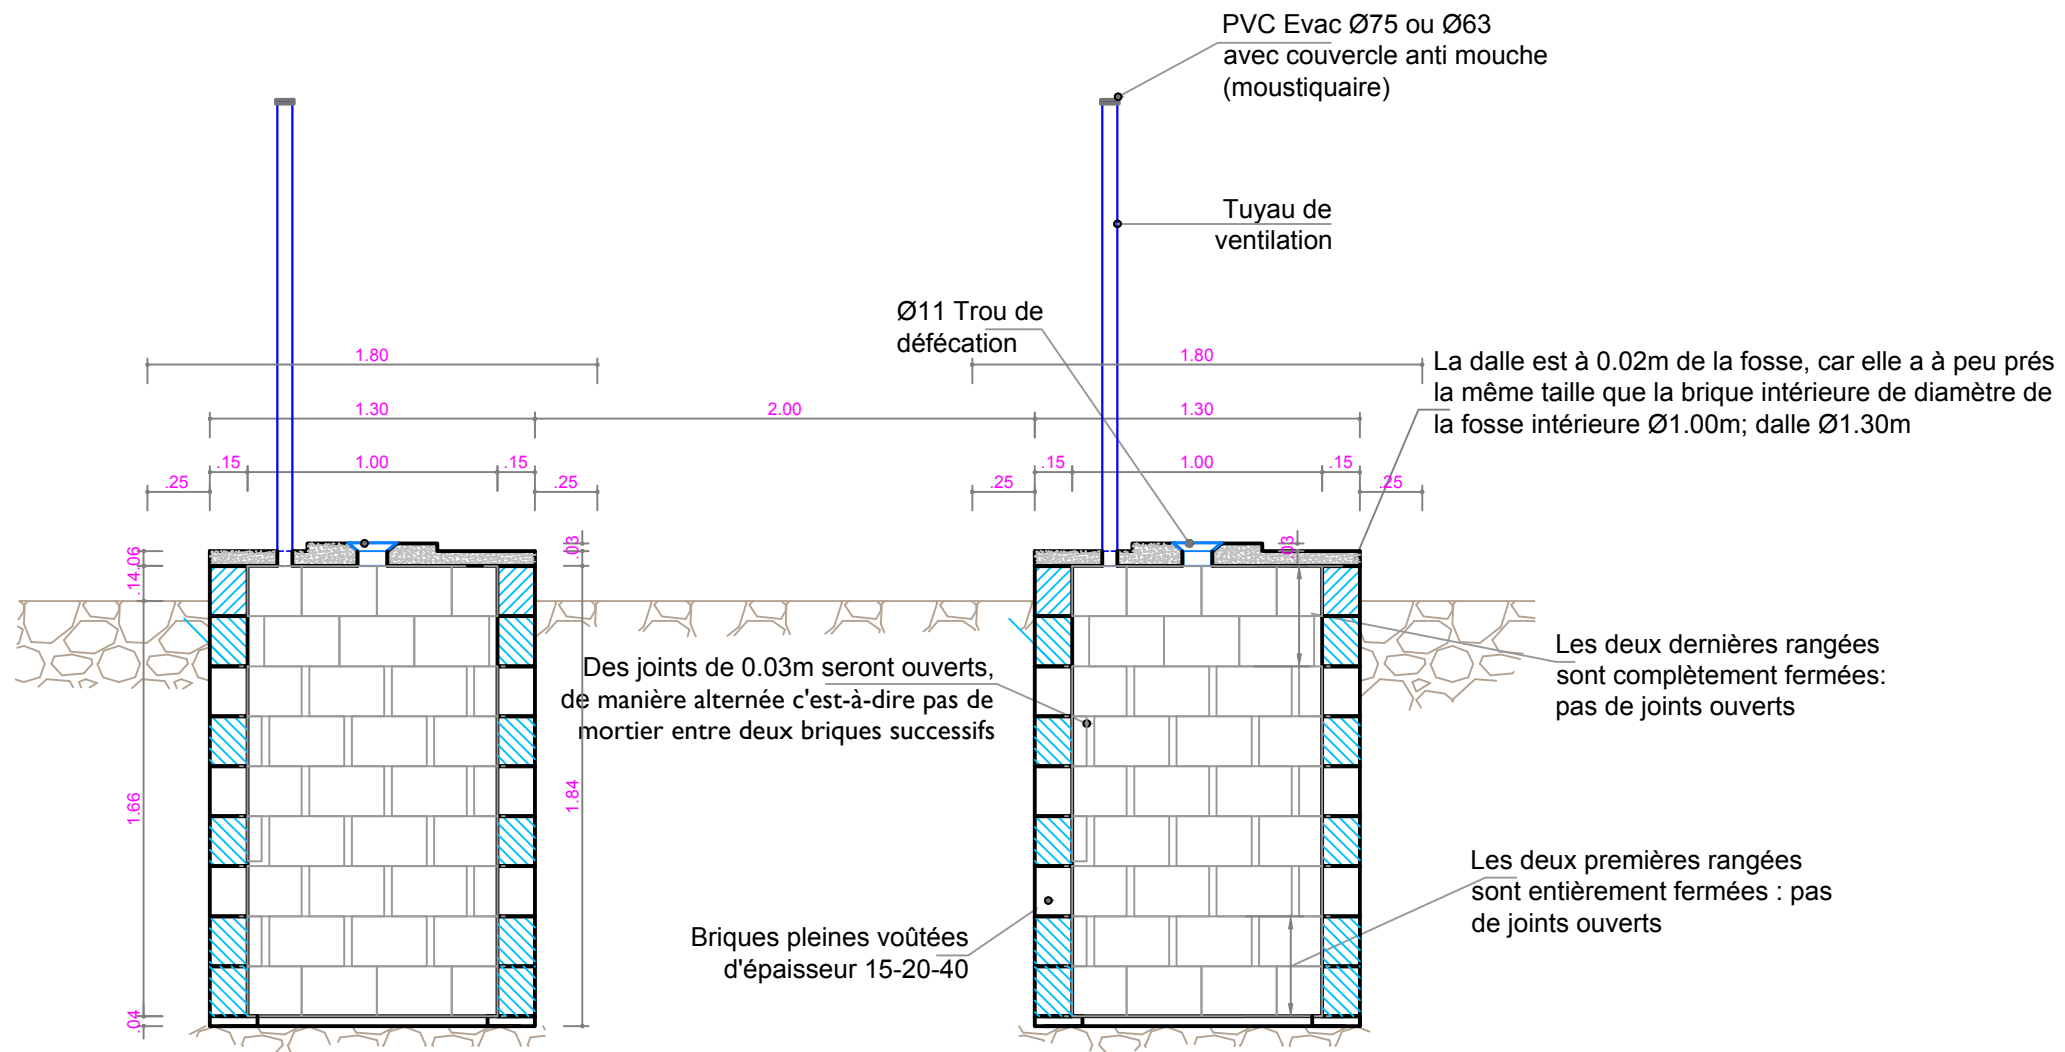 PVC Evac Ø75 ou Ø63
avec couvercle anti mouche
(moustiquaire)
Tuyau de
ventilation
Ø11 Trou de
défécation
1.80
1.80
La dalle est à 0.02m de la fosse, car elle a à peu prés
la même taille que la brique intérieure de diamètre de
la fosse intérieure Ø1.00m; dalle Ø1.30m
1.30
2.00
1.30
.15
1.00
.15
.15
1.00
.15
.25
.25
.25
.25
.03
.03
.06
.14
Des joints de 0.03m seront ouverts,
de manière alternée c'est-à-dire pas de
mortier entre deux briques successifs
Les deux dernières rangées
sont complètement fermées:
pas de joints ouverts
1.66
1.84
Les deux premières rangées
sont entièrement fermées : pas
de joints ouverts
Briques pleines voûtées
d'épaisseur 15-20-40
.04